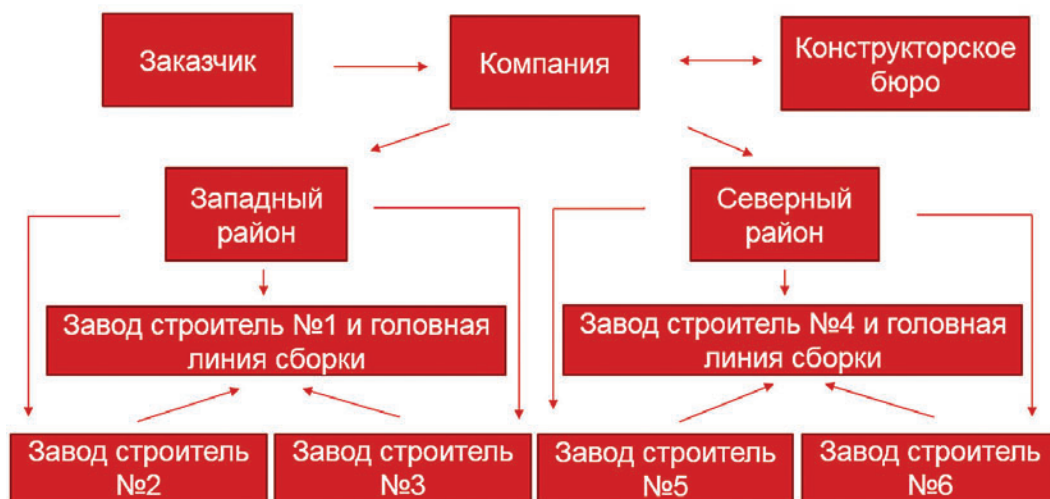 Заказчик
Компания
Конструкторское
бюро
Западный
район
Северный
район
Завод строитель №1 и головная
линия сборки
Завод строитель №4 и головная
линия сборки
Завод строитель
№2
Завод строитель
№3
Завод строитель
№5
Завод строитель
№6